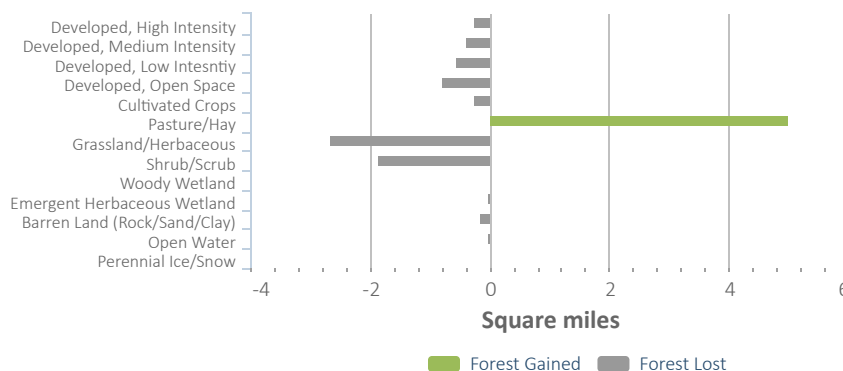 Developed, High Intensity
Developed, Medium Intensity
Developed, Low Intesntiy
Developed, Open Space
Cultivated Crops
Pasture/Hay
Grassland/Herbaceous
Shrub/Scrub
Woody Wetland
Emergent Herbaceous Wetland
Barren Land (Rock/Sand/Clay)
Open Water
Perennial Ice/Snow
-4 -2 0 2 4 6
Square miles
Forest Gained Forest Lost